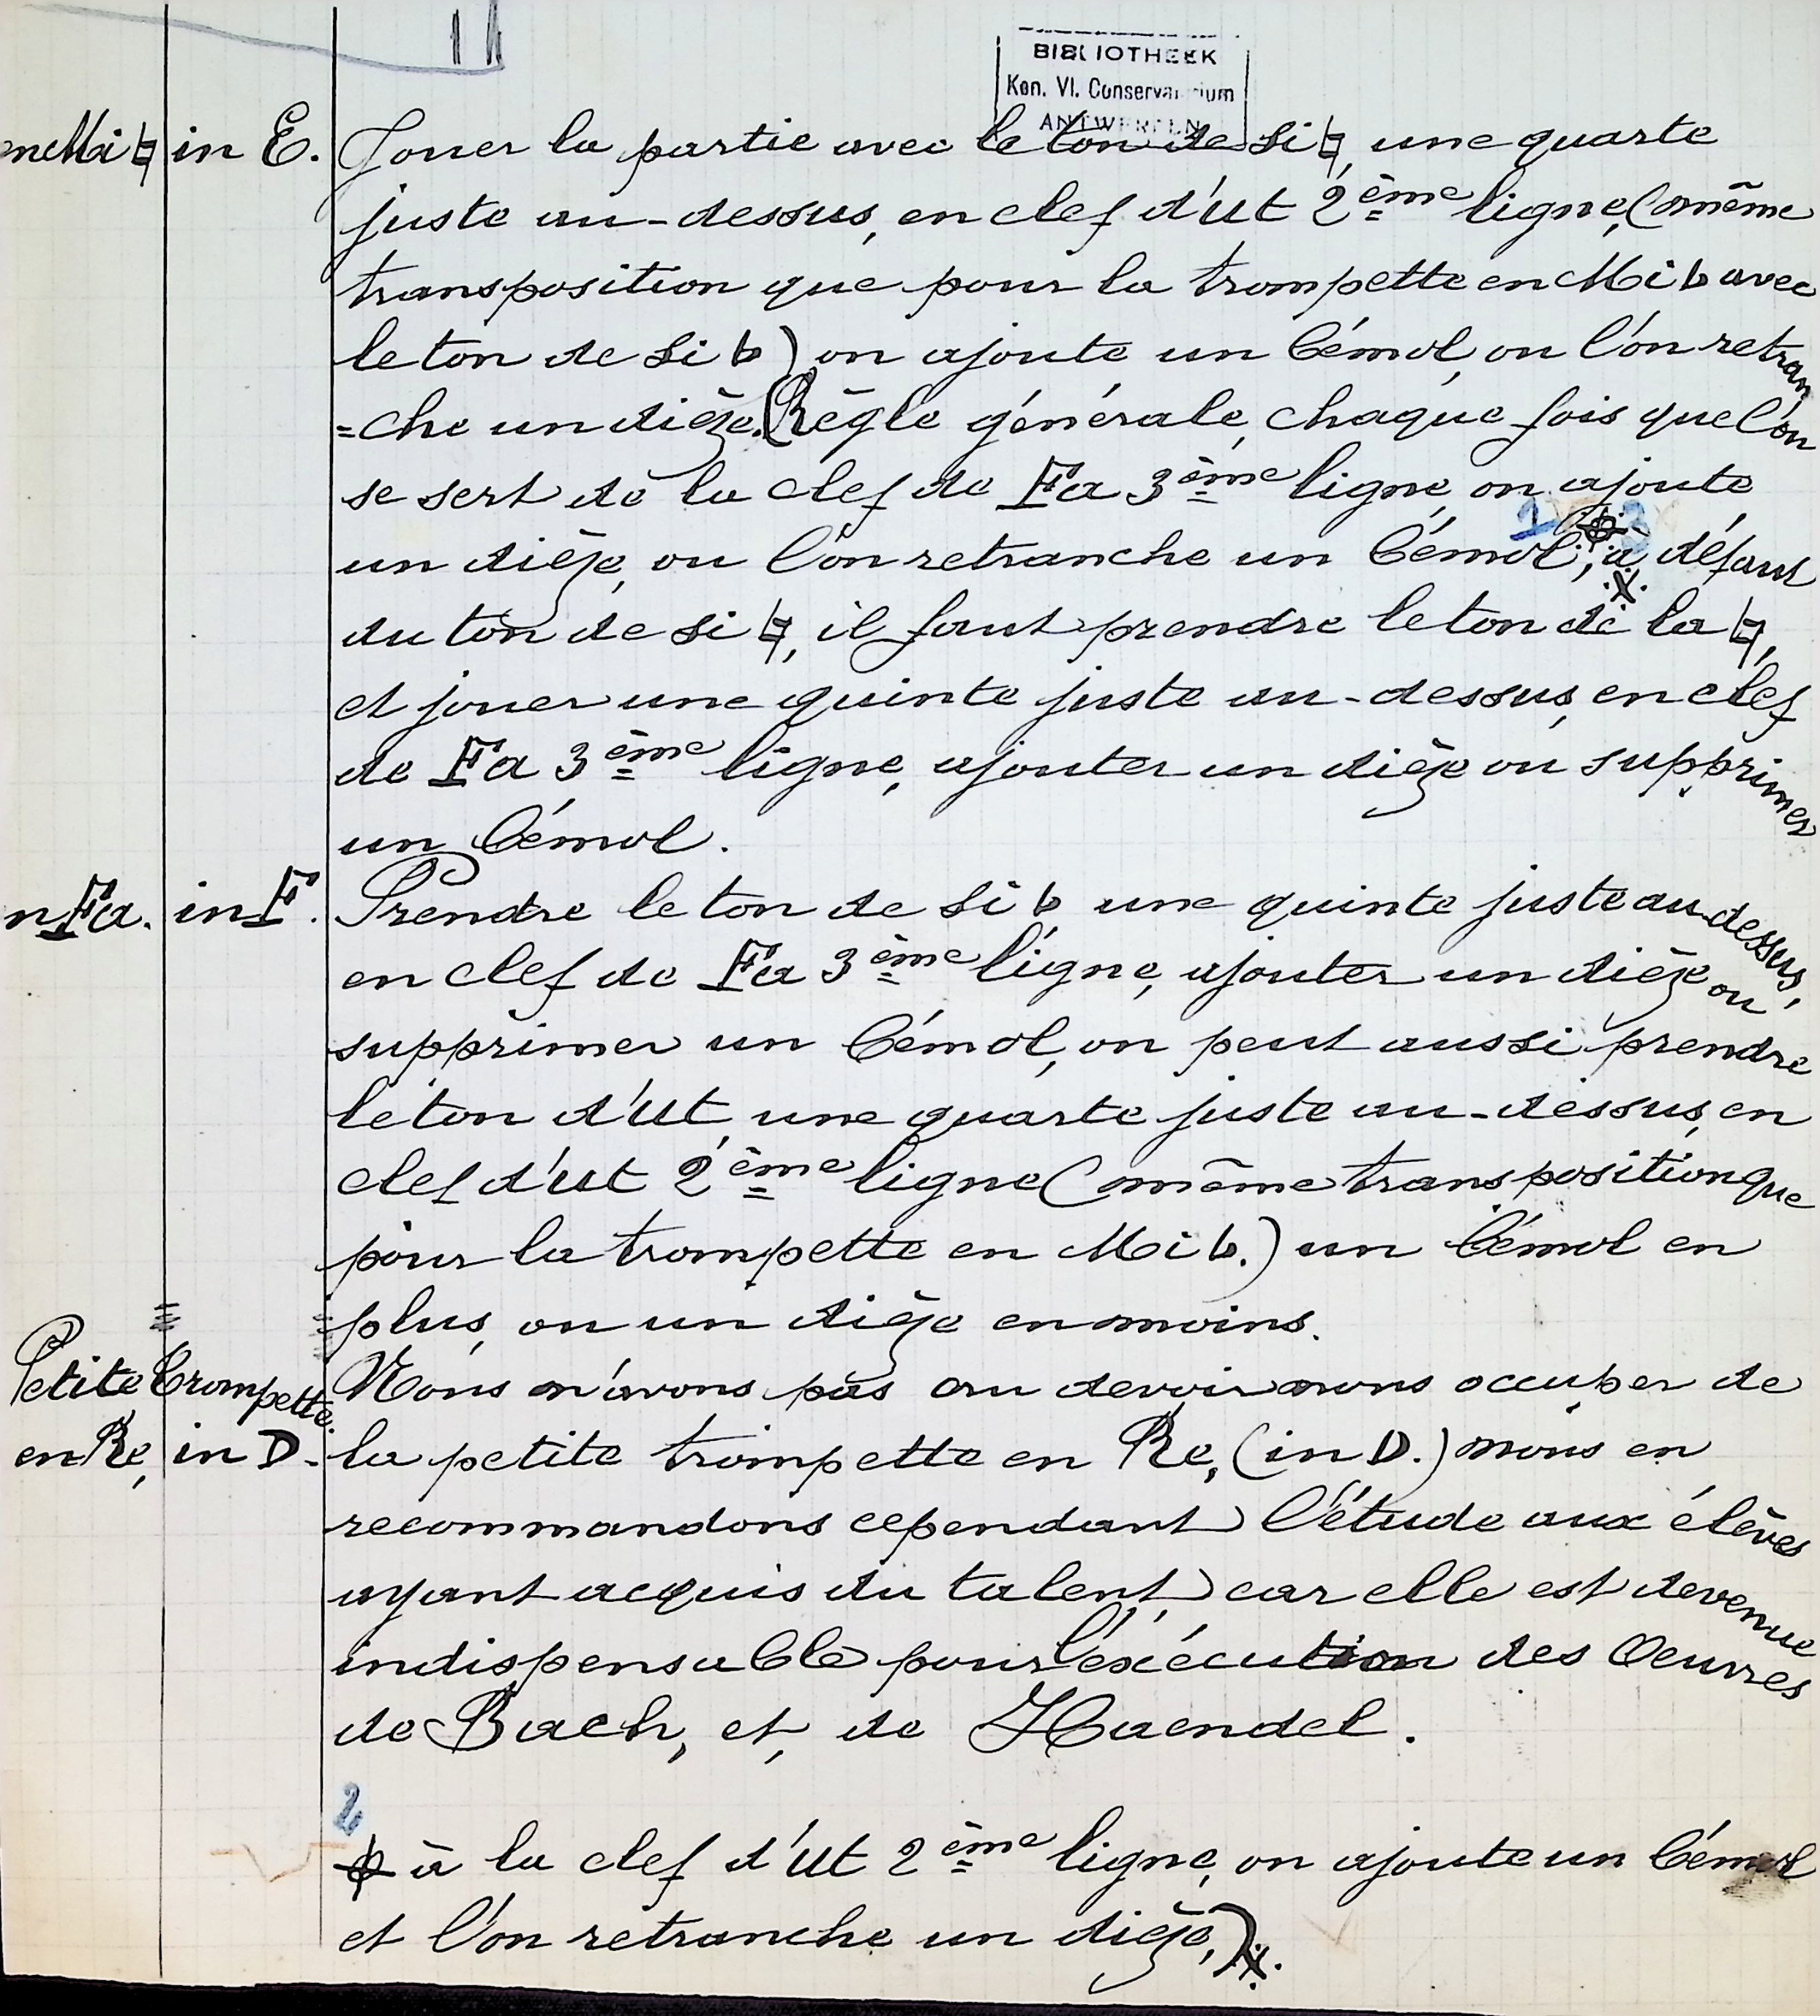 11
BIBLIOTHEEK
Kon. Vl. Conservatorium
ANTWERPEN
en Mi ♮ in E. Jouer la partie avec le ton de Si ♮, une quarte
juste au-dessus, en clef d'ut 2ème ligne, (même
transposition que pour la trompette en Mi b avec
le ton de Si b) on ajoute un bémol, ou l'on retran
=che un dièze. (Règle générale, chaque fois que l'on
se sert de la clef de Fa 3ème ligne, on ajoute
un dièze, ou l'on retranche un bémol, à défaut
du ton de si ♮, il faut prendre le ton de la ♮,
et jouer une quinte juste au-dessus, en clef
de Fa 3ème ligne, ajouter un dièze ou supprimer
un bémol.
n Fa. in F. Prendre le ton de Si b une quinte juste au-dessus,
en clef de Fa 3ème ligne, ajouter un dièze ou
supprimer un bémol, on peut aussi prendre
le ton d'ut, une quarte juste au-dessus, en
clef d'ut 2ème ligne (même transposition que
pour la trompette en Mi b.) un bémol en
plus, ou un dièze en moins.
Petite trompette Nous n'avons pas cru devoir nous occuper de
en Re, in D. la petite trompette en Re, (in D.) nous en
recommandons cependant l'étude aux élèves
ayant acquis du talent, car elle est devenue
indispensable pour l'exécution des Oeuvres
de Bach, et de Haendel.
2
à la clef d'ut 2ème ligne, on ajoute un bémol
et l'on retranche un dièze,)